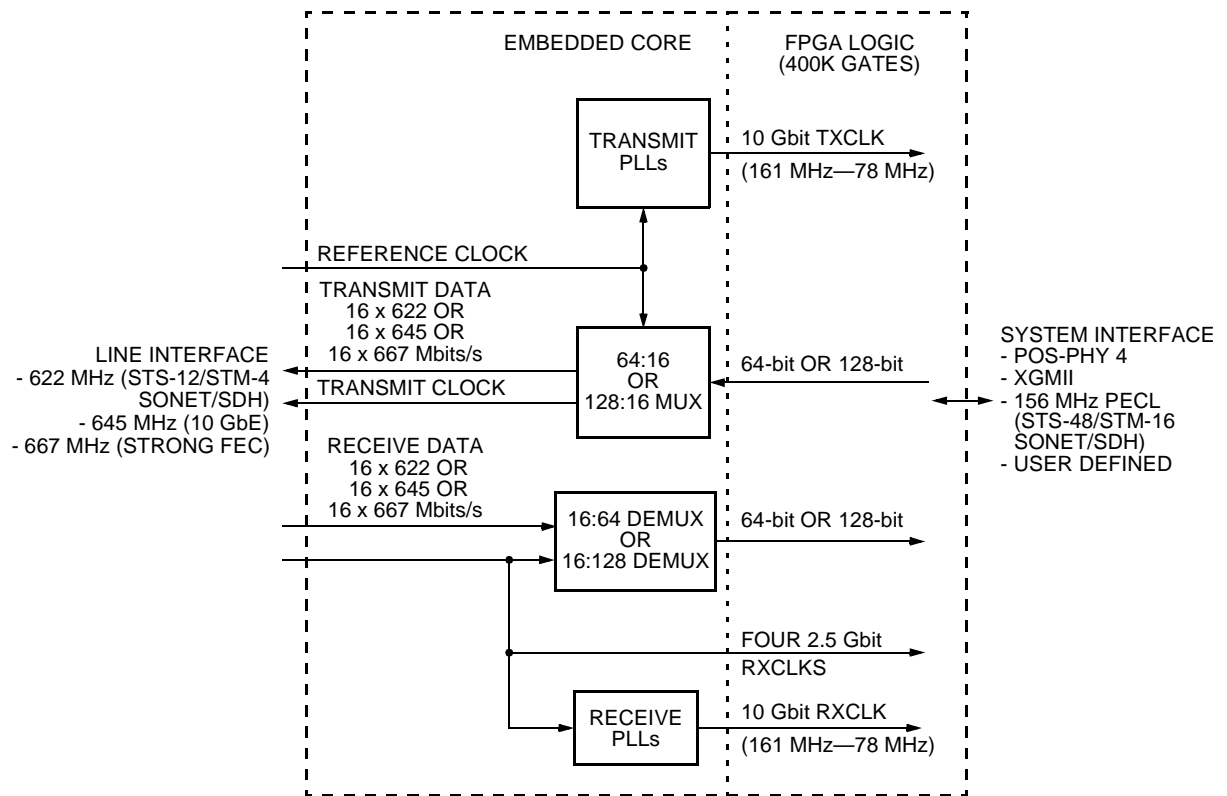 EMBEDDED CORE
FPGA LOGIC
(400K GATES)
TRANSMIT
PLLs
10 Gbit TXCLK
(161 MHz—78 MHz)
REFERENCE CLOCK
TRANSMIT DATA
16 x 622 OR
16 x 645 OR
16 x 667 Mbits/s
LINE INTERFACE
- 622 MHz (STS-12/STM-4
SONET/SDH)
- 645 MHz (10 GbE)
- 667 MHz (STRONG FEC)
TRANSMIT CLOCK
64:16
OR
128:16 MUX
64-bit OR 128-bit
SYSTEM INTERFACE
- POS-PHY 4
- XGMII
- 156 MHz PECL
(STS-48/STM-16
SONET/SDH)
- USER DEFINED
RECEIVE DATA
16 x 622 OR
16 x 645 OR
16 x 667 Mbits/s
16:64 DEMUX
OR
16:128 DEMUX
64-bit OR 128-bit
FOUR 2.5 Gbit
RXCLKS
RECEIVE
PLLs
10 Gbit RXCLK
(161 MHz—78 MHz)